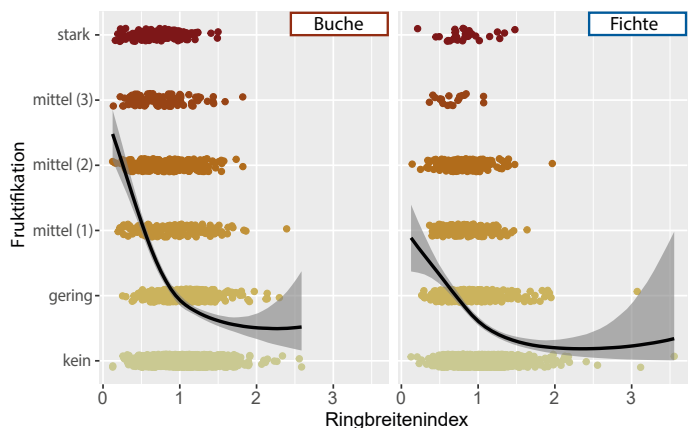 Buche
Fichte
Fruktifikation
stark
mittel (3)
mittel (2)
mittel (1)
gering
kein
0 1 2 3
0 1 2 3
Ringbreitenindex